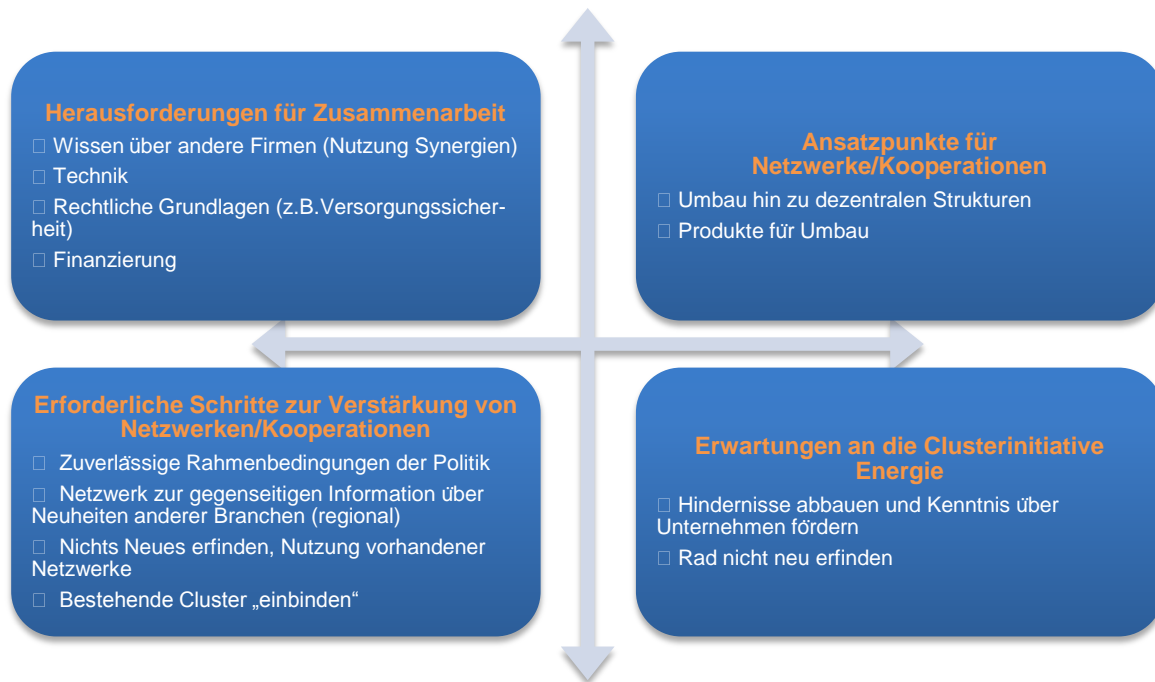 Herausforderungen für Zusammenarbeit
□ Wissen über andere Firmen (Nutzung Synergien)
□ Technik
□ Rechtliche Grundlagen (z.B.Versorgungssicher-
heit)
□ Finanzierung
Ansatzpunkte für
Netzwerke/Kooperationen
□ Umbau hin zu dezentralen Strukturen
□ Produkte für Umbau
Erforderliche Schritte zur Verstärkung von
Netzwerken/Kooperationen
□ Zuverlässige Rahmenbedingungen der Politik
□ Netzwerk zur gegenseitigen Information über
Neuheiten anderer Branchen (regional)
□ Nichts Neues erfinden, Nutzung vorhandener
Netzwerke
□ Bestehende Cluster „einbinden“
Erwartungen an die Clusterinitiative
Energie
□ Hindernisse abbauen und Kenntnis über
Unternehmen fördern
□ Rad nicht neu erfinden